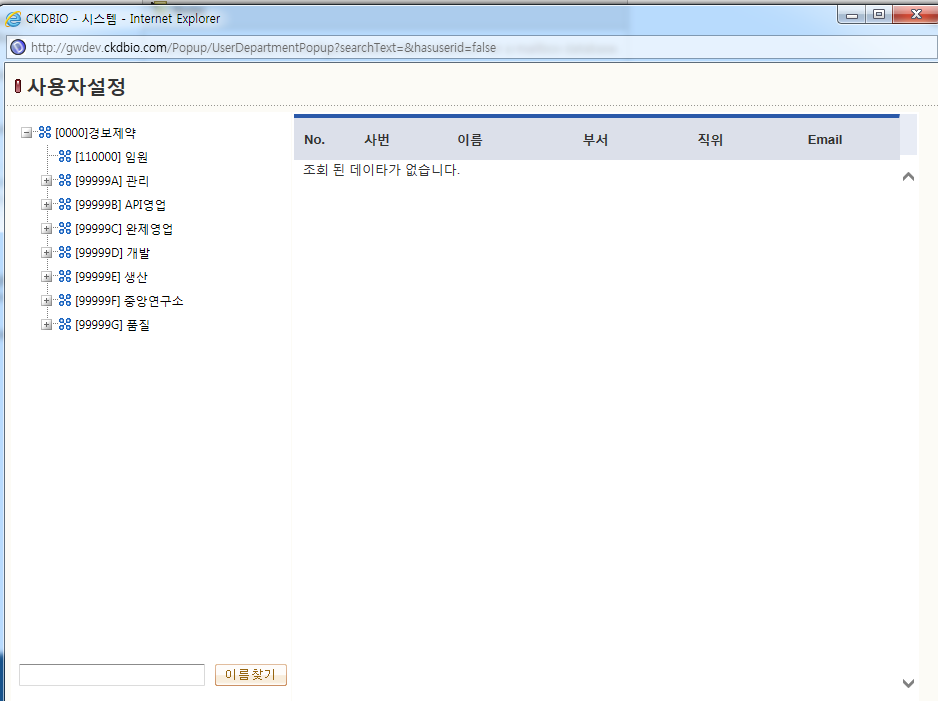 CKDBIO - 시스템 - Internet Explorer
http://gwdev.ckdbio.com/Popup/UserDepartmentPopup?searchText=&hasuserid=false
사용자설정
[0000]경보제약
[110000] 임원
[99999A] 관리
[99999B] API영업
[99999C] 완제영업
[99999D] 개발
[99999E] 생산
[99999F] 중앙연구소
[99999G] 품질
No. 사번 이름 부서 직위 Email
조회 된 데이타가 없습니다.
이름찾기